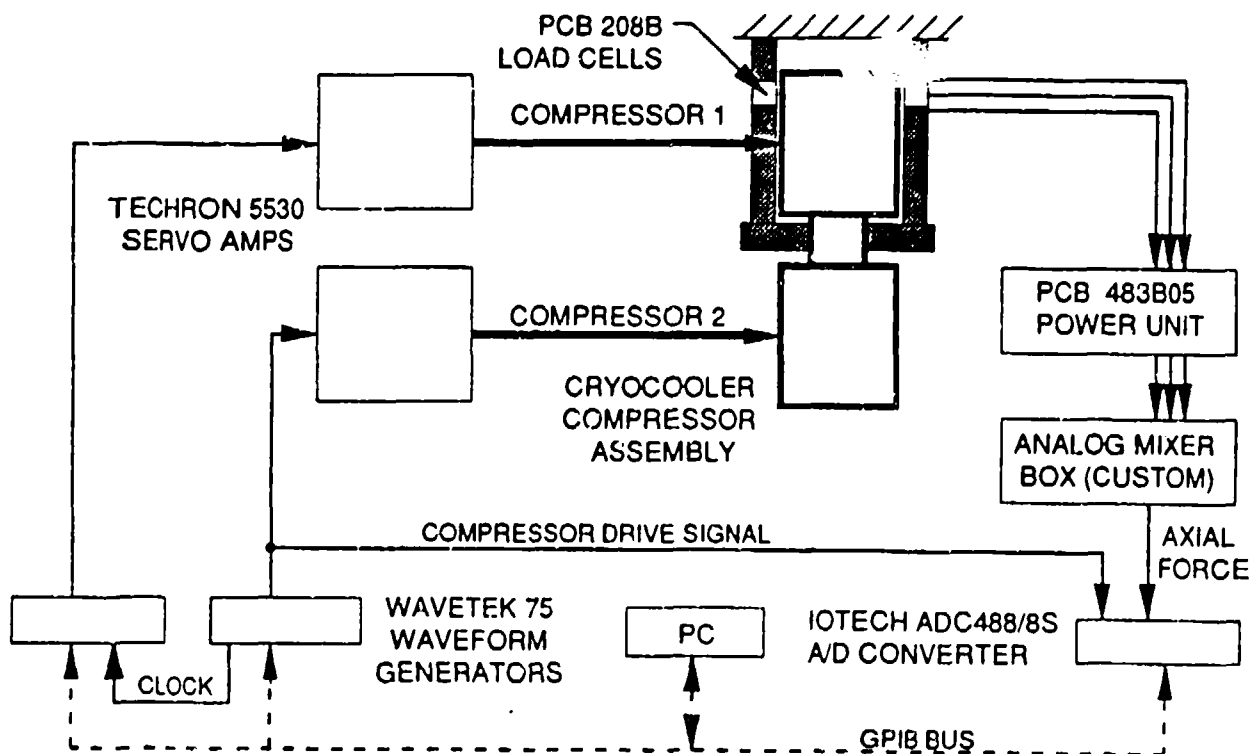 PCB 208B
LOAD CELLS
COMPRESSOR 1
TECHRON 5530
SERVO AMPS
COMPRESSOR 2
PCB 483B05
POWER UNIT
CRYOCOOLER
COMPRESSOR
ASSEMBLY
ANALOG MIXER
BOX (CUSTOM)
COMPRESSOR DRIVE SIGNAL
AXIAL
FORCE
WAVETEK 75
WAVEFORM
GENERATORS
PC
IOTECH ADC488/8S
A/D CONVERTER
CLOCK
GPIB BUS